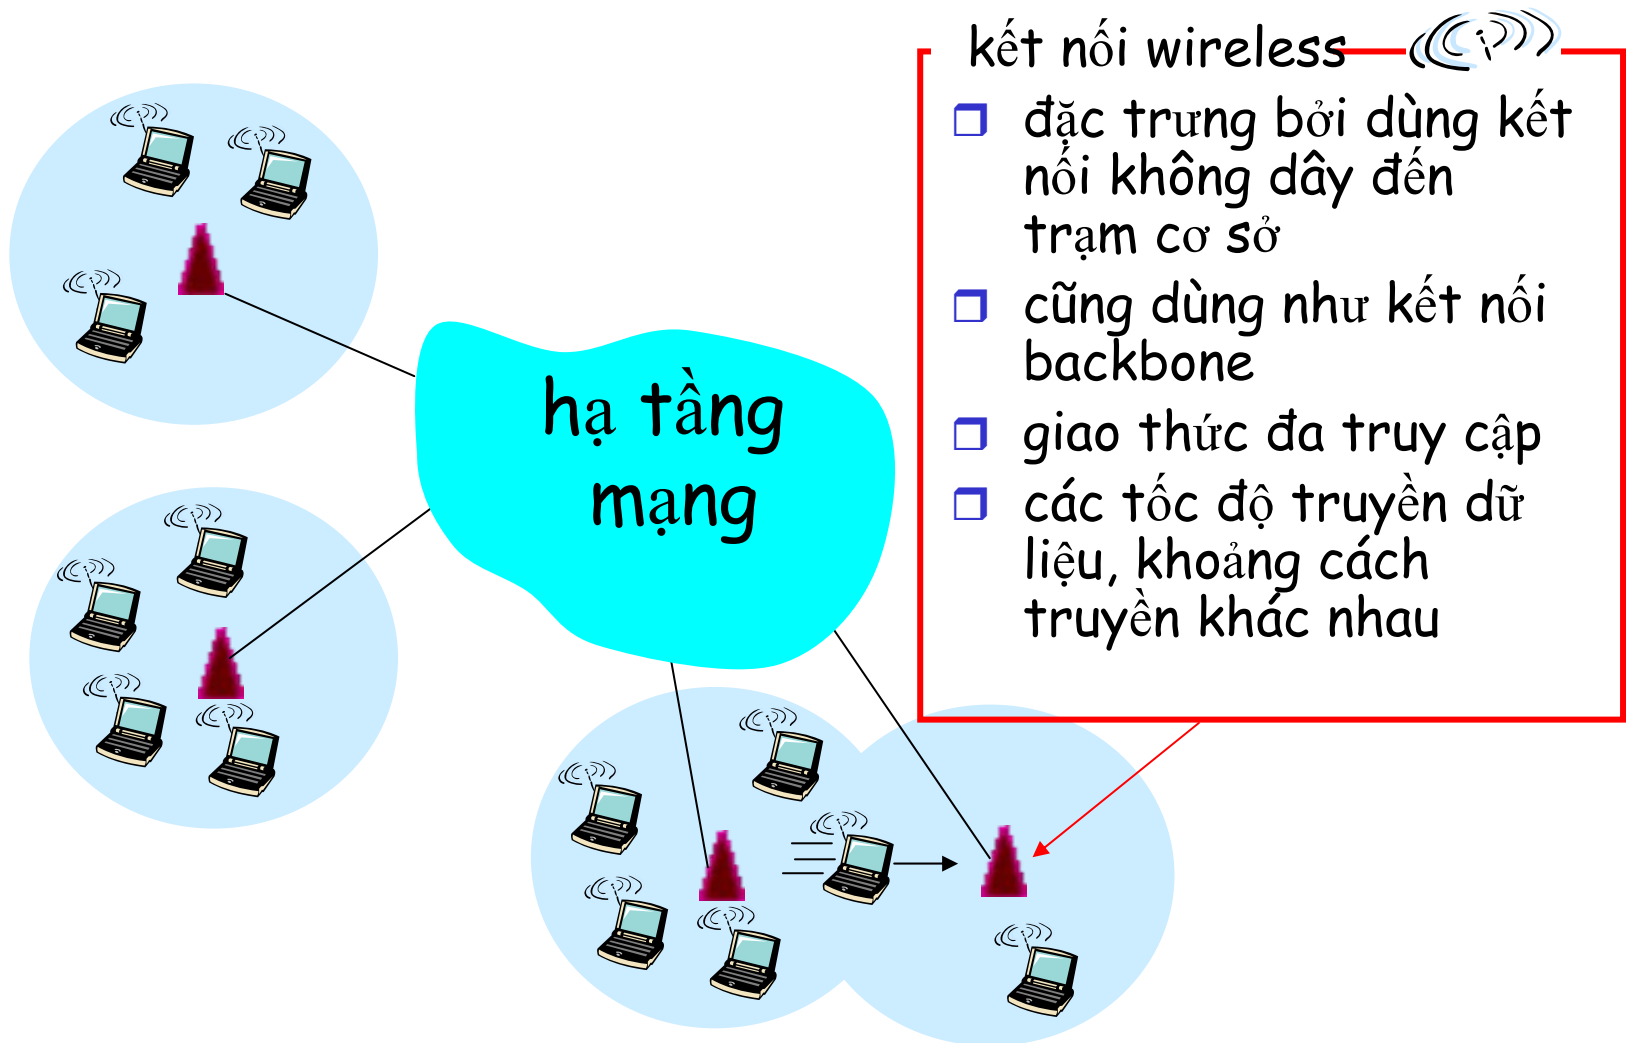 kết nối wireless
đặc trưng bởi dùng kết
nối không dây đến
trạm cơ sở
cũng dùng như kết nối
backbone
giao thức đa truy cập
các tốc độ truyền dữ
liệu, khoảng cách
truyền khác nhau
hạ tầng
mạng